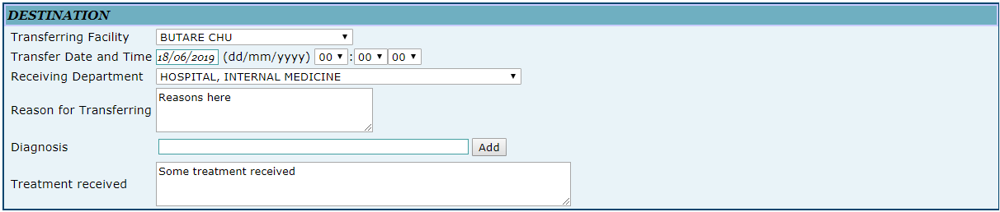 DESTINATION
Transferring Facility BUTARE CHU
Transfer Date and Time 18/06/2019 (dd/mm/yyyy) 00 : 00 00
Receiving Department HOSPITAL, INTERNAL MEDICINE
Reason for Transferring Reasons here
Diagnosis Add
Treatment received Some treatment received